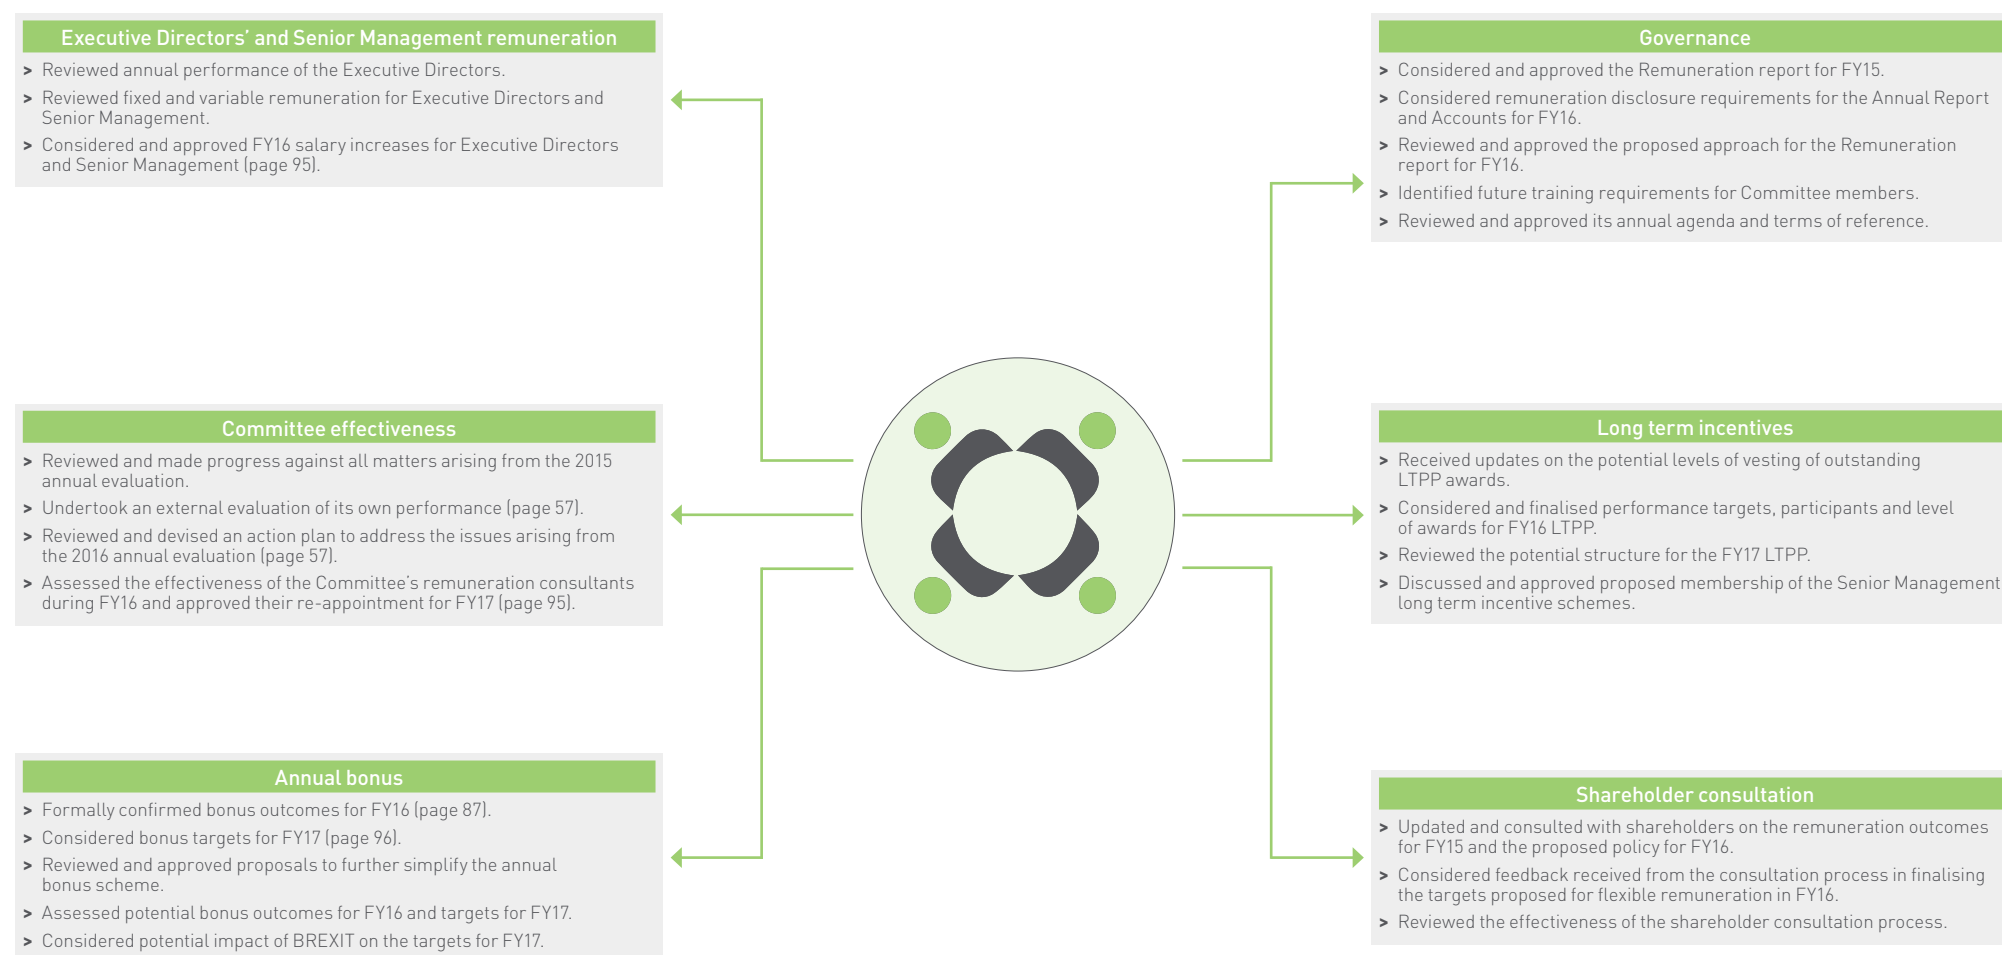 Executive Directors’ and Senior Management remuneration
> Reviewed annual performance of the Executive Directors.
> Reviewed fixed and variable remuneration for Executive Directors and
Senior Management.
> Considered and approved FY16 salary increases for Executive Directors
and Senior Management (page 95).
Committee effectiveness
> Reviewed and made progress against all matters arising from the 2015
annual evaluation.
> Undertook an external evaluation of its own performance (page 57).
> Reviewed and devised an action plan to address the issues arising from
the 2016 annual evaluation (page 57).
> Assessed the effectiveness of the Committee’s remuneration consultants
during FY16 and approved their re-appointment for FY17 (page 95).
Annual bonus
> Formally confirmed bonus outcomes for FY16 (page 87).
> Considered bonus targets for FY17 (page 96).
> Reviewed and approved proposals to further simplify the annual
bonus scheme.
> Assessed potential bonus outcomes for FY16 and targets for FY17.
> Considered potential impact of BREXIT on the targets for FY17.
Governance
> Considered and approved the Remuneration report for FY15.
> Considered remuneration disclosure requirements for the Annual Report
and Accounts for FY16.
> Reviewed and approved the proposed approach for the Remuneration
report for FY16.
> Identified future training requirements for Committee members.
> Reviewed and approved its annual agenda and terms of reference.
Long term incentives
> Received updates on the potential levels of vesting of outstanding
LTPP awards.
> Considered and finalised performance targets, participants and level
of awards for FY16 LTPP.
> Reviewed the potential structure for the FY17 LTPP.
> Discussed and approved proposed membership of the Senior Management
long term incentive schemes.
Shareholder consultation
> Updated and consulted with shareholders on the remuneration outcomes
for FY15 and the proposed policy for FY16.
> Considered feedback received from the consultation process in finalising
the targets proposed for flexible remuneration in FY16.
> Reviewed the effectiveness of the shareholder consultation process.